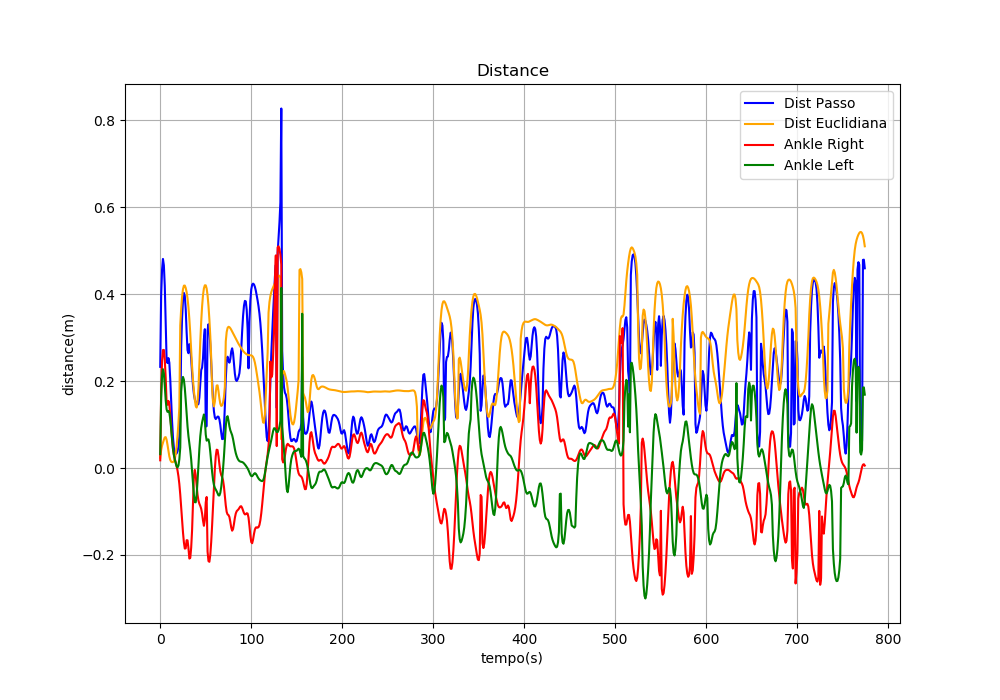 Distance
Dist Passo
Dist Euclidiana
Ankle Right
Ankle Left
distance(m)
0.8
0.6
0.4
0.2
0.0
−0.2
0 100 200 300 400 500 600 700 800
tempo(s)